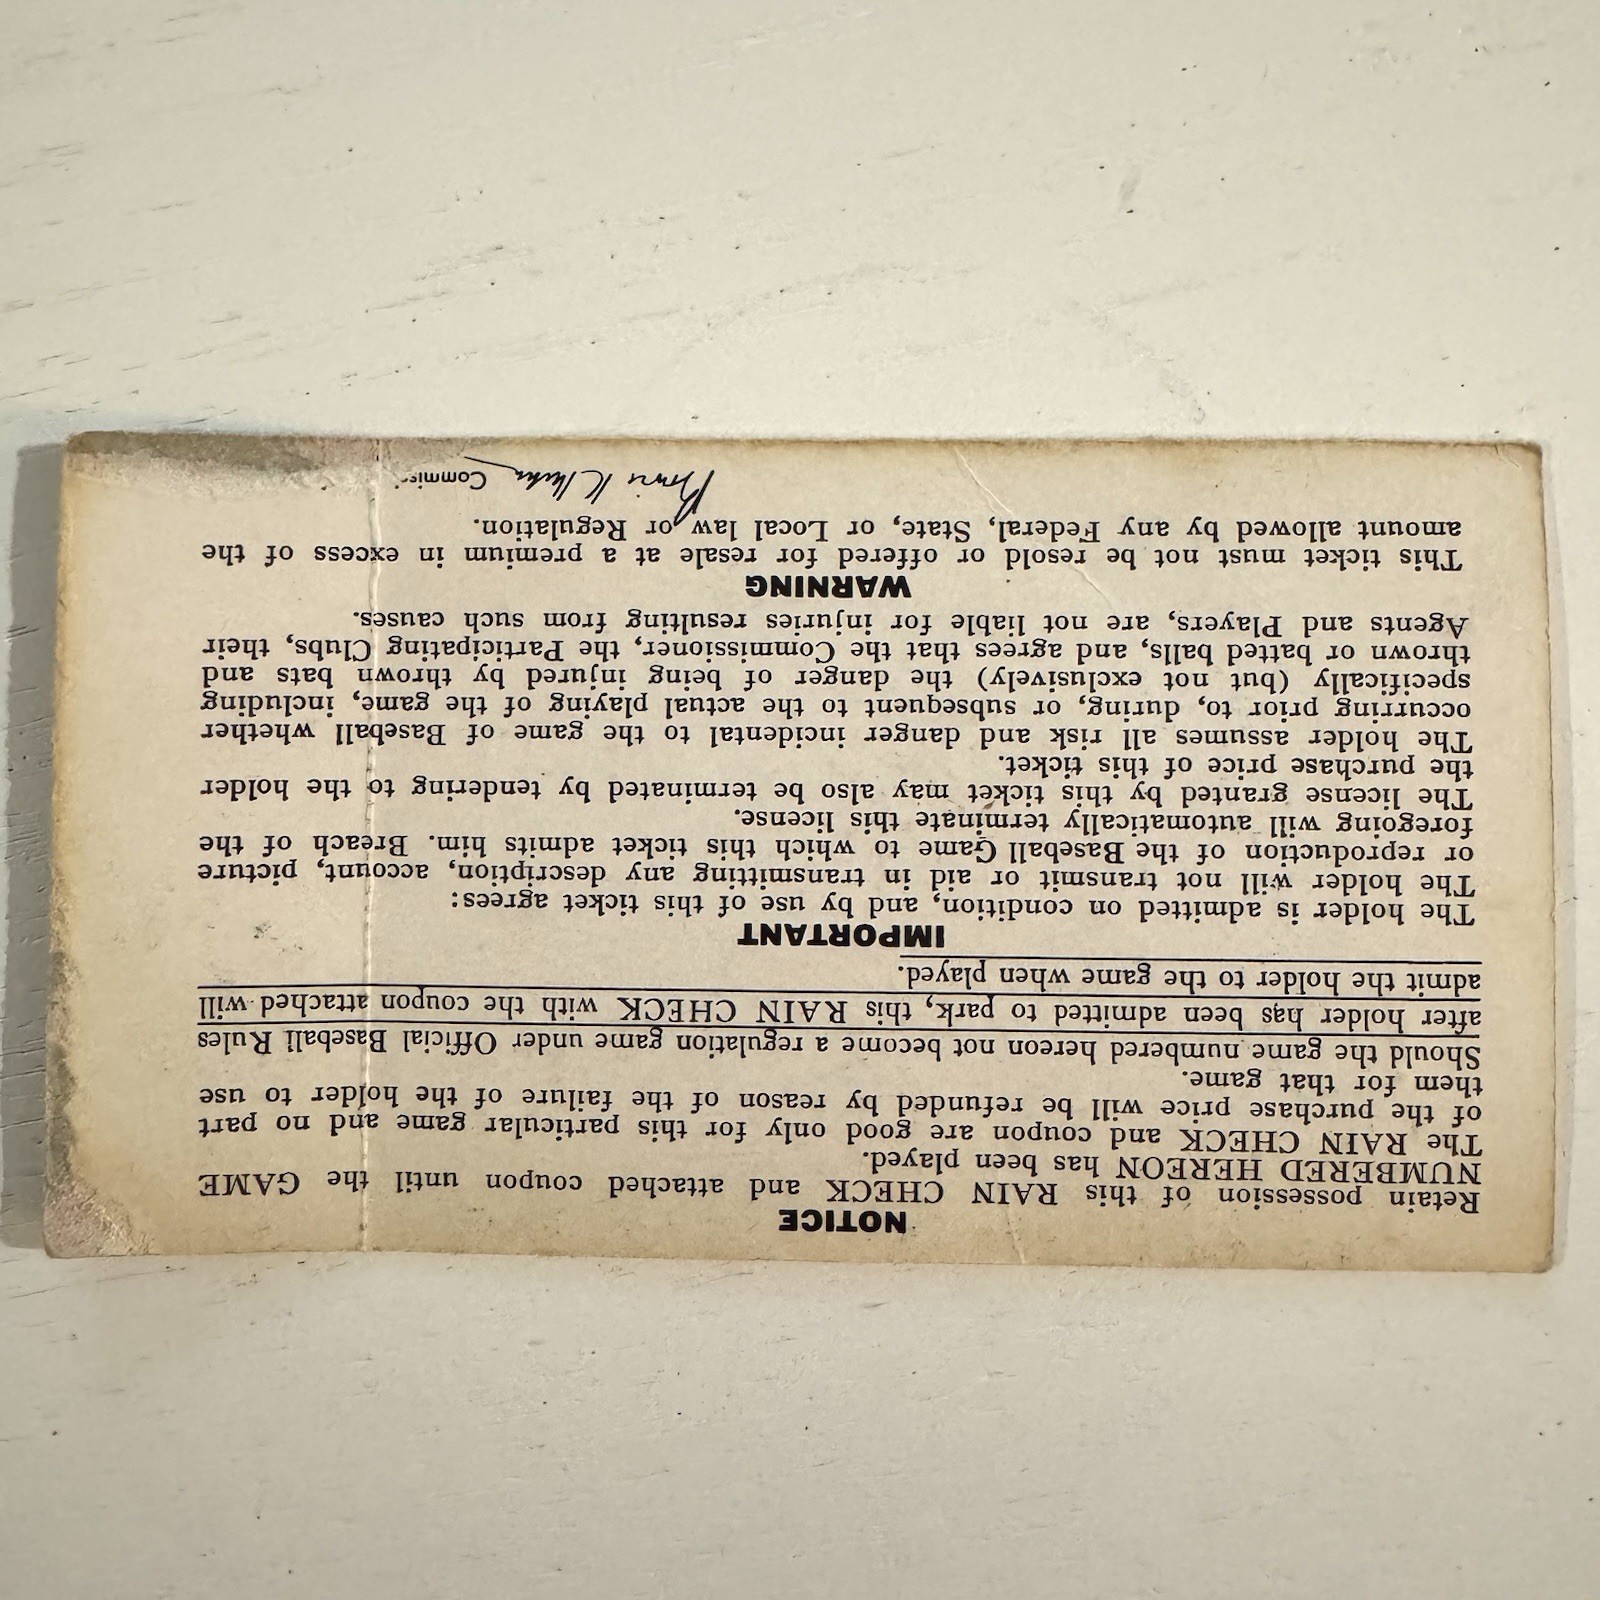 NOTICE
Retain possession of this RAIN CHECK and attached coupon until the GAME
NUMBERED HEREON has been played.
The RAIN CHECK and coupon are good only for this particular game and no part
of the purchase price will be refunded by reason of the failure of the holder to use
them for that game.
Should the game numbered hereon not become a regulation game under Official Baseball Rules
after holder has been admitted to park, this RAIN CHECK with the coupon attached will
admit the holder to the game when played.
IMPORTANT
The holder is admitted on condition, and by use of this ticket agrees:
The holder will not transmit or aid in transmitting any description, account, picture
or reproduction of the Baseball Game to which this ticket admits him. Breach of the
foregoing will automatically terminate this license.
The license granted by this ticket may also be terminated by tendering to the holder
the purchase price of this ticket.
The holder assumes all risk and danger incidental to the game of Baseball whether
occurring prior to, during, or subsequent to the actual playing of the game, including
specifically (but not exclusively) the danger of being injured by thrown bats and
thrown or batted balls, and agrees that the Commissioner, the Participating Clubs, their
Agents and Players, are not liable for injuries resulting from such causes.
WARNING
This ticket must not be resold or offered for resale at a premium in excess of the
amount allowed by any Federal, State, or Local law or Regulation.
Bowie K Kuhn Commiss